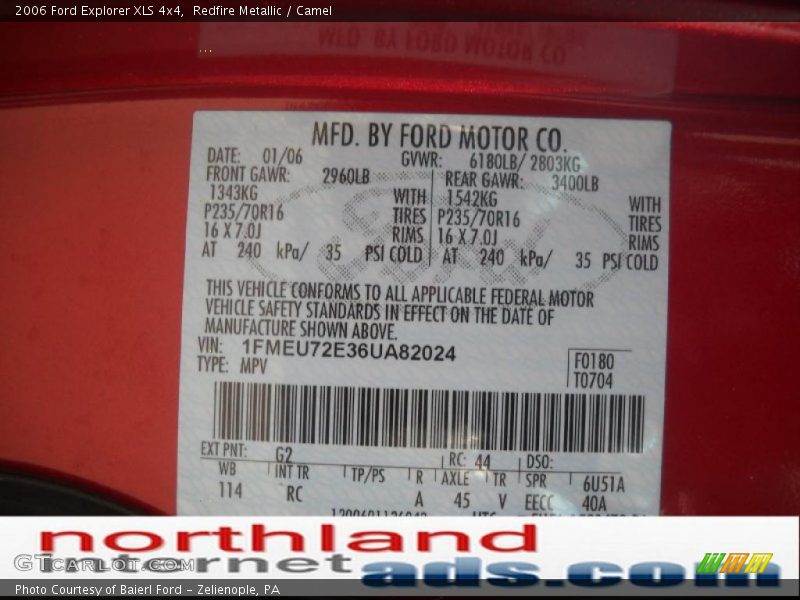 2006 Ford Explorer XLS 4x4, Redfire Metallic / Camel
MFD. BY FORD MOTOR CO.
DATE: 01/06 GVWR: 6180LB/ 2803KG
FRONT GAWR: 2960LB REAR GAWR: 3400LB
1343KG WITH 1542KG WITH
P235/70R16 TIRES P235/70R16 TIRES
16 X 7.0J RIMS 16 X 7.0J RIMS
AT 240 kPa/ 35 PSI COLD AT 240 kPa/ 35 PSI COLD
THIS VEHICLE CONFORMS TO ALL APPLICABLE FEDERAL MOTOR
VEHICLE SAFETY STANDARDS IN EFFECT ON THE DATE OF
MANUFACTURE SHOWN ABOVE.
VIN: 1FMEU72E36UA82024
TYPE: MPV
F0180
T0704
EXT PNT: G2 RC: 44 DSO:
WB INT TR TP/PS R AXLE TR SPR 6U51A
114 RC A 45 V EECC 40A
northland
internet
ads.com
GTCARLOT.COM
Photo Courtesy of Baierl Ford – Zelienople, PA